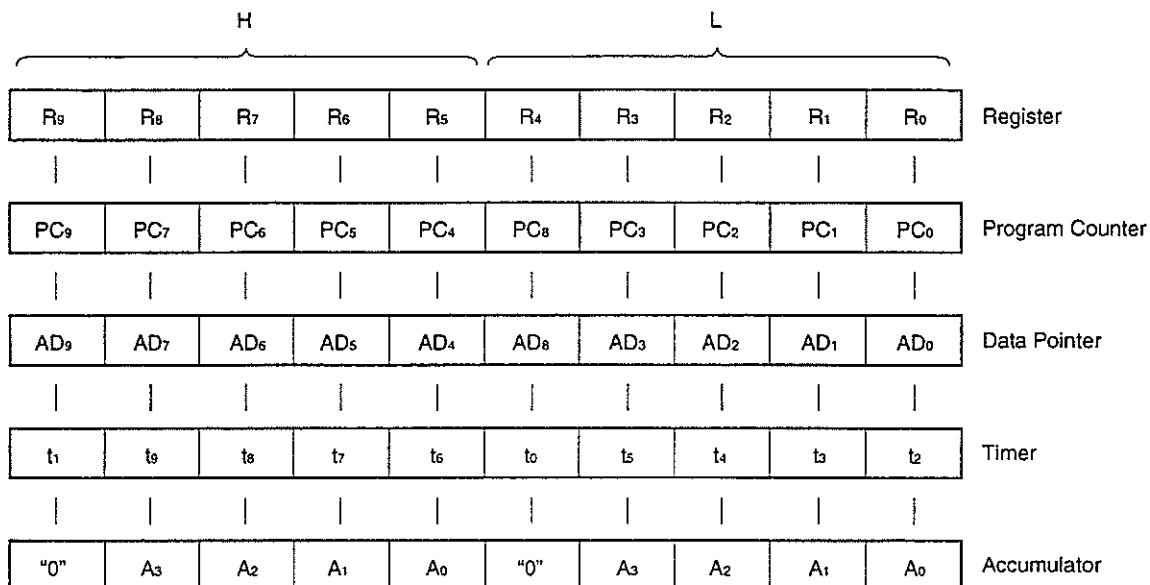 H L
R₉ R₈ R₇ R₆ R₅ R₄ R₃ R₂ R₁ R₀ Register
PC₉ PC₇ PC₆ PC₅ PC₄ PC₈ PC₃ PC₂ PC₁ PC₀ Program Counter
AD₉ AD₇ AD₆ AD₅ AD₄ AD₈ AD₃ AD₂ AD₁ AD₀ Data Pointer
t₁ t₉ t₈ t₇ t₆ t₀ t₅ t₄ t₃ t₂ Timer
“0” A₃ A₂ A₁ A₀ “0” A₃ A₂ A₁ A₀ Accumulator